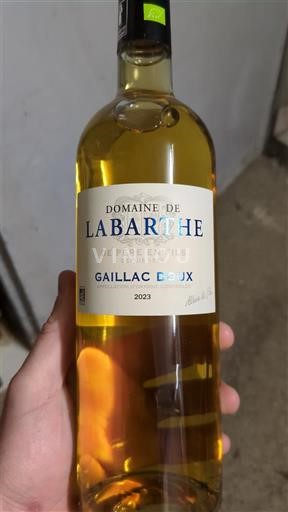 DOMAINE DE
LABARTHE
DE PÈRE EN FILS
GAILLAC DOUX
APPELLATION D'ORIGINE CONTRÔLÉE
2023